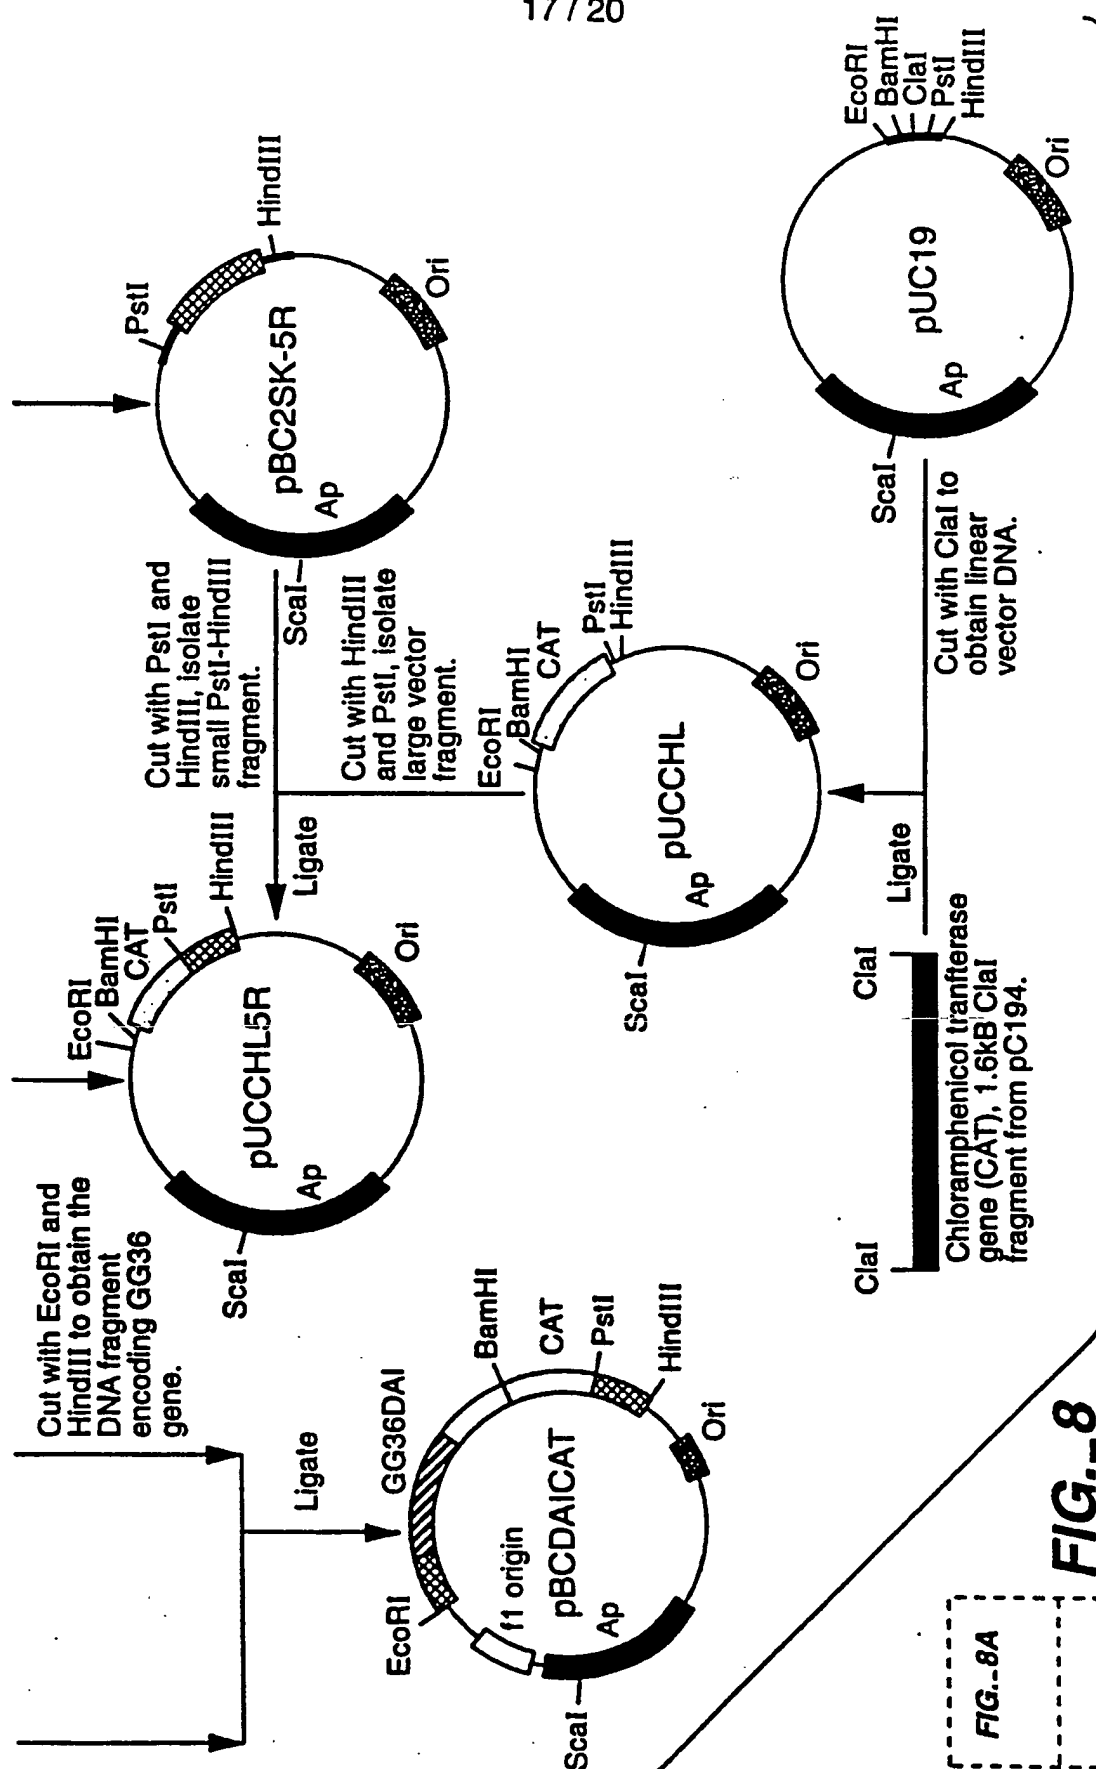 17/20
Cut with EcoRI and
HindIII to obtain the
DNA fragment
encoding GG36
gene.
Ligate
EcoRI
GG36DAI
BamHI
CAT
PstI
HindIII
Ori
f1 origin
pBCDAICAT
Ap
ScaI
EcoRI
BamHI
CAT
PstI
HindIII
Ori
pUCCHL5R
Ap
ScaI
Ligate
Cut with PstI and
HindIII, isolate
small PstI-HindIII
fragment.
PstI
HindIII
Ori
pBC2SK-5R
Ap
ScaI
Cut with HindIII
and PstI, isolate
large vector
fragment.
EcoRI
BamHI
CAT
PstI
HindIII
Ori
pUCCHL
Ap
ScaI
Ligate
ClaI
ClaI
Chloramphenicol tranfterase
gene (CAT), 1.6kB ClaI
fragment from pC194.
Cut with ClaI to
obtain linear
vector DNA.
EcoRI
BamHI
ClaI
PstI
HindIII
Ori
pUC19
Ap
ScaI
FIG._8A
FIG._8